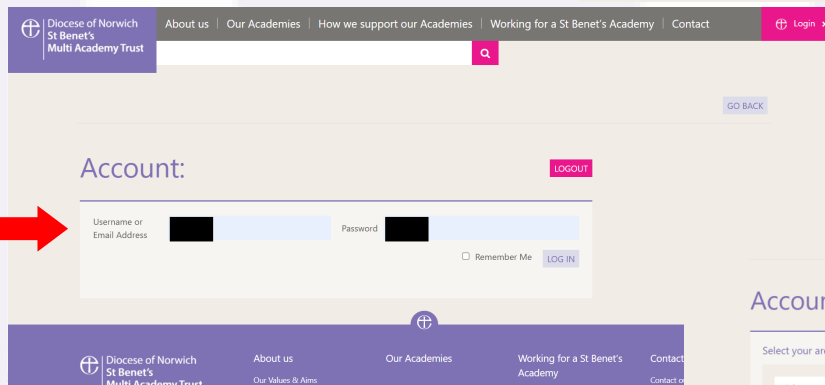 Diocese of Norwich
St Benet's
Multi Academy Trust
About us | Our Academies | How we support our Academies | Working for a St Benet's Academy | Contact
Login
GO BACK
Account:
LOGOUT
Username or
Email Address
Password
Remember Me
LOG IN
Diocese of Norwich
St Benet's
Multi Academy Trust
About us
Our Values & Aims
Our Academies
Working for a St Benet's
Academy
Contact
Contact
Select your